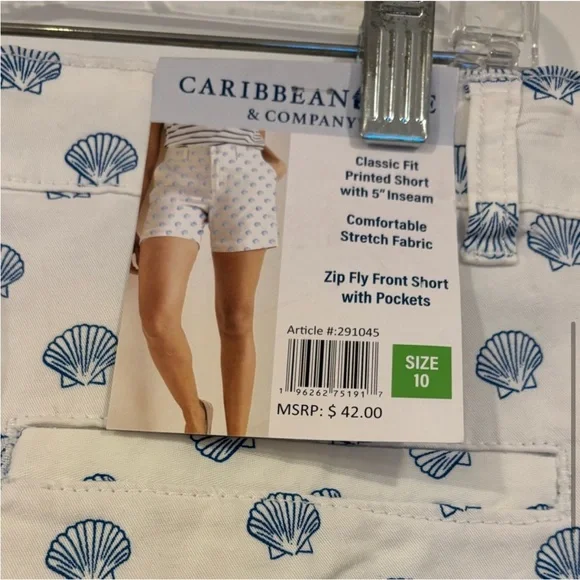 CARIBBEAN
& COMPANY
Classic Fit
Printed Short
with 5" Inseam
Comfortable
Stretch Fabric
Zip Fly Front Short
with Pockets
Article #:291045
SIZE
10
1 96262 75191 7
MSRP: $ 42.00